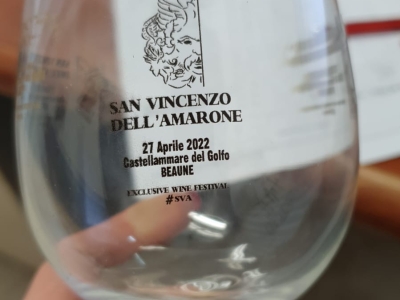 SAN VINCENZO
DELL'AMARONE
27 Aprile 2022
Castellammare del Golfo
BEAUNE
EXCLUSIVE WINE FESTIVAL
#SVA